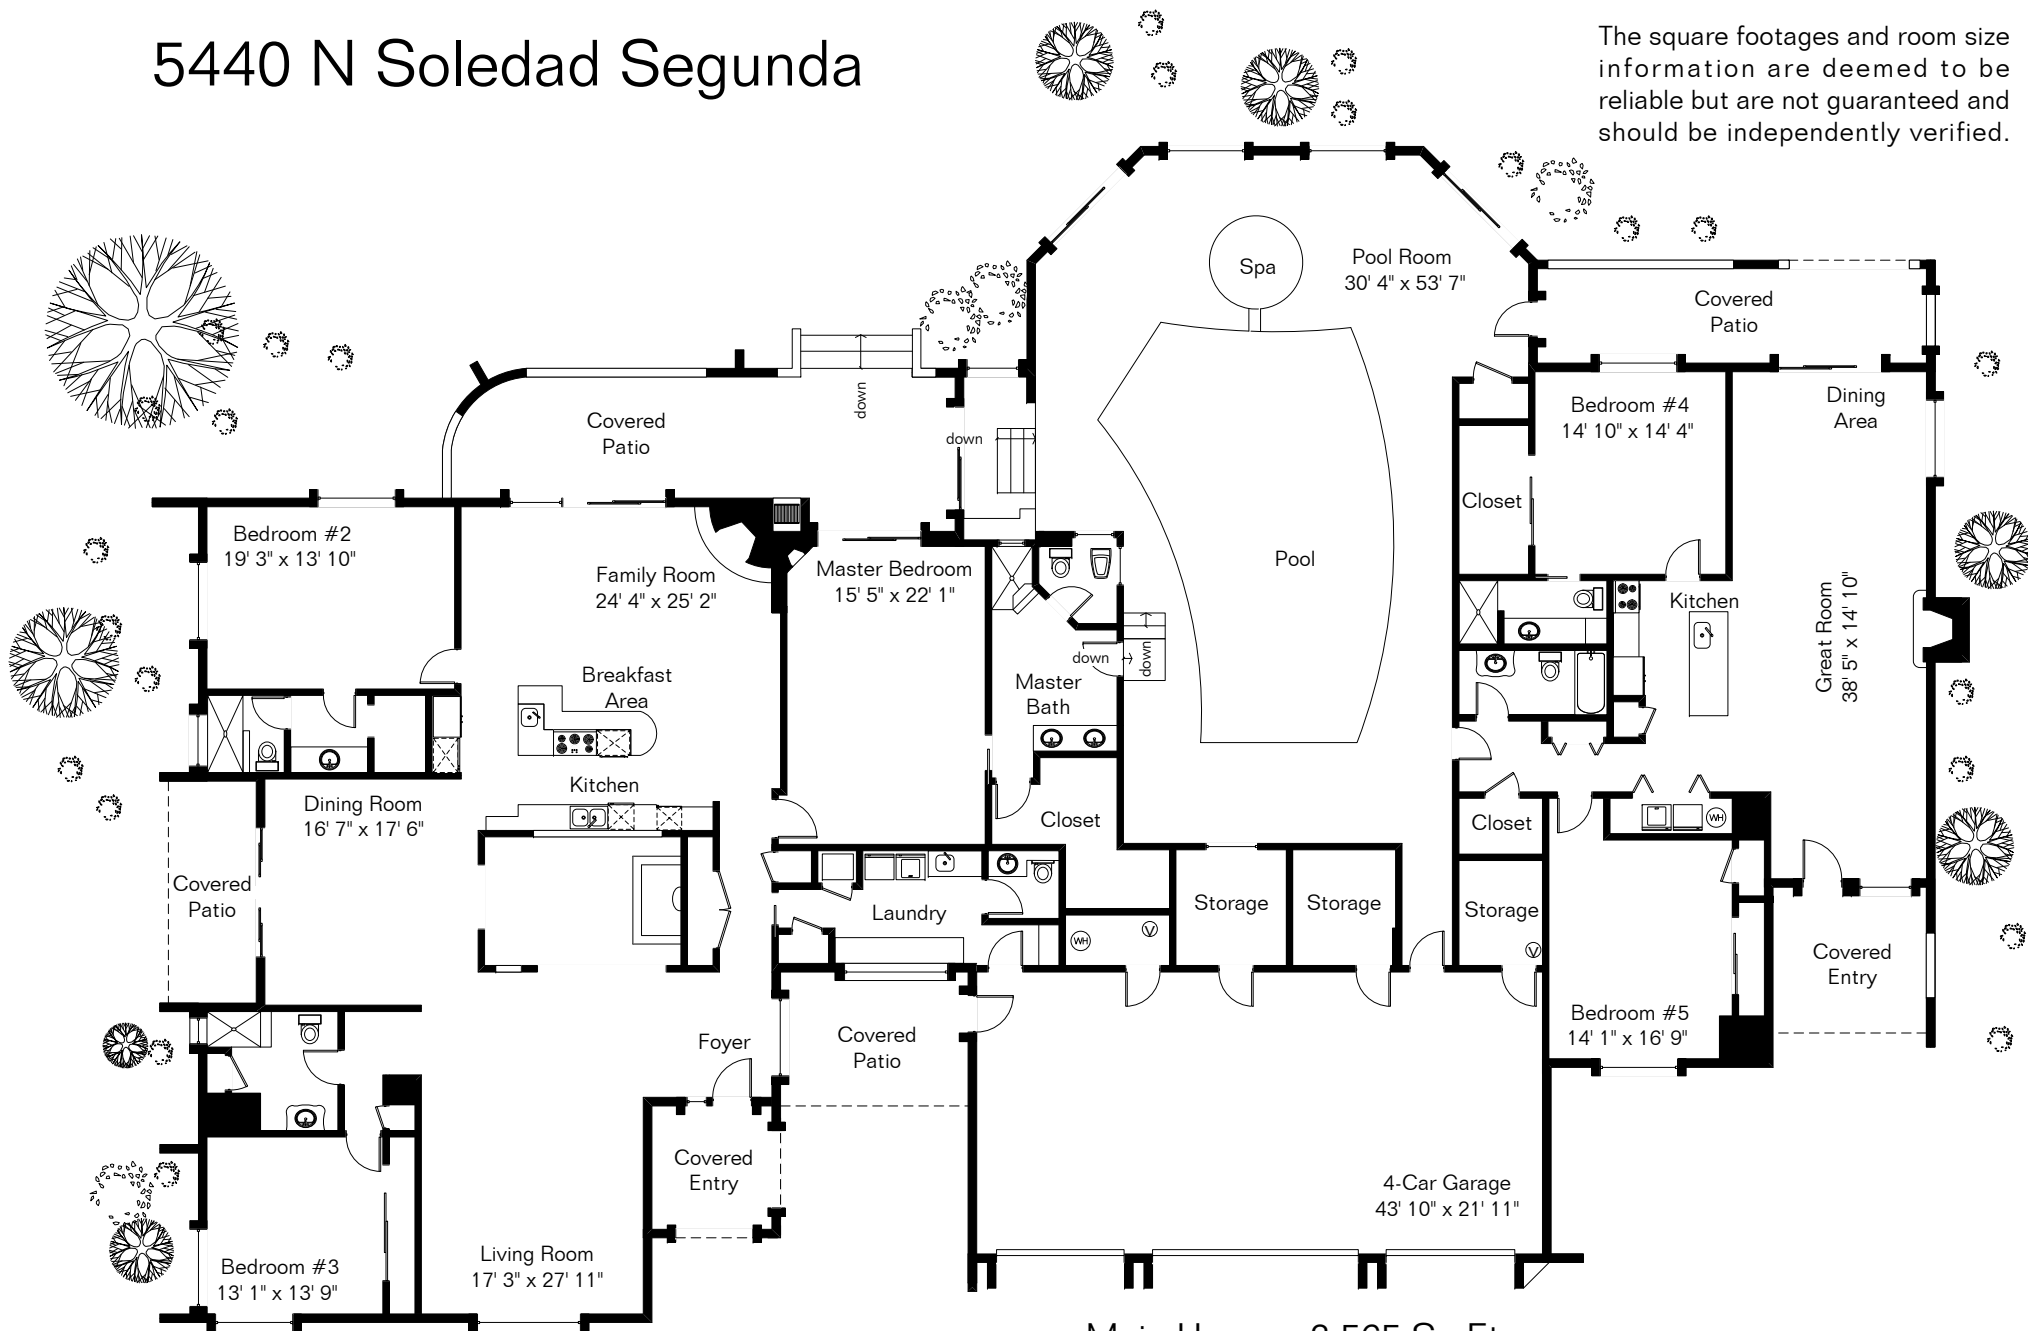 5440 N Soledad Segunda
The square footages and room size
information are deemed to be
reliable but are not guaranteed and
should be independently verified.
Spa
Pool Room
30' 4" x 53' 7"
Covered
Patio
down
Covered
Patio
down
Bedroom #4
14' 10" x 14' 4"
Dining
Area
Closet
Bedroom #2
19' 3" x 13' 10"
Family Room
24' 4" x 25' 2"
Master Bedroom
15' 5" x 22' 1"
Pool
Kitchen
Great Room
38' 5" x 14' 10"
Breakfast
Area
down
down
Master
Bath
Kitchen
Dining Room
16' 7" x 17' 6"
Closet
Closet
WH
Covered
Patio
Laundry
Storage
Storage
Storage
WH
V
V
Covered
Entry
Foyer
Covered
Patio
Bedroom #5
14' 1" x 16' 9"
Covered
Entry
4-Car Garage
43' 10" x 21' 11"
Bedroom #3
13' 1" x 13' 9"
Living Room
17' 3" x 27' 11"